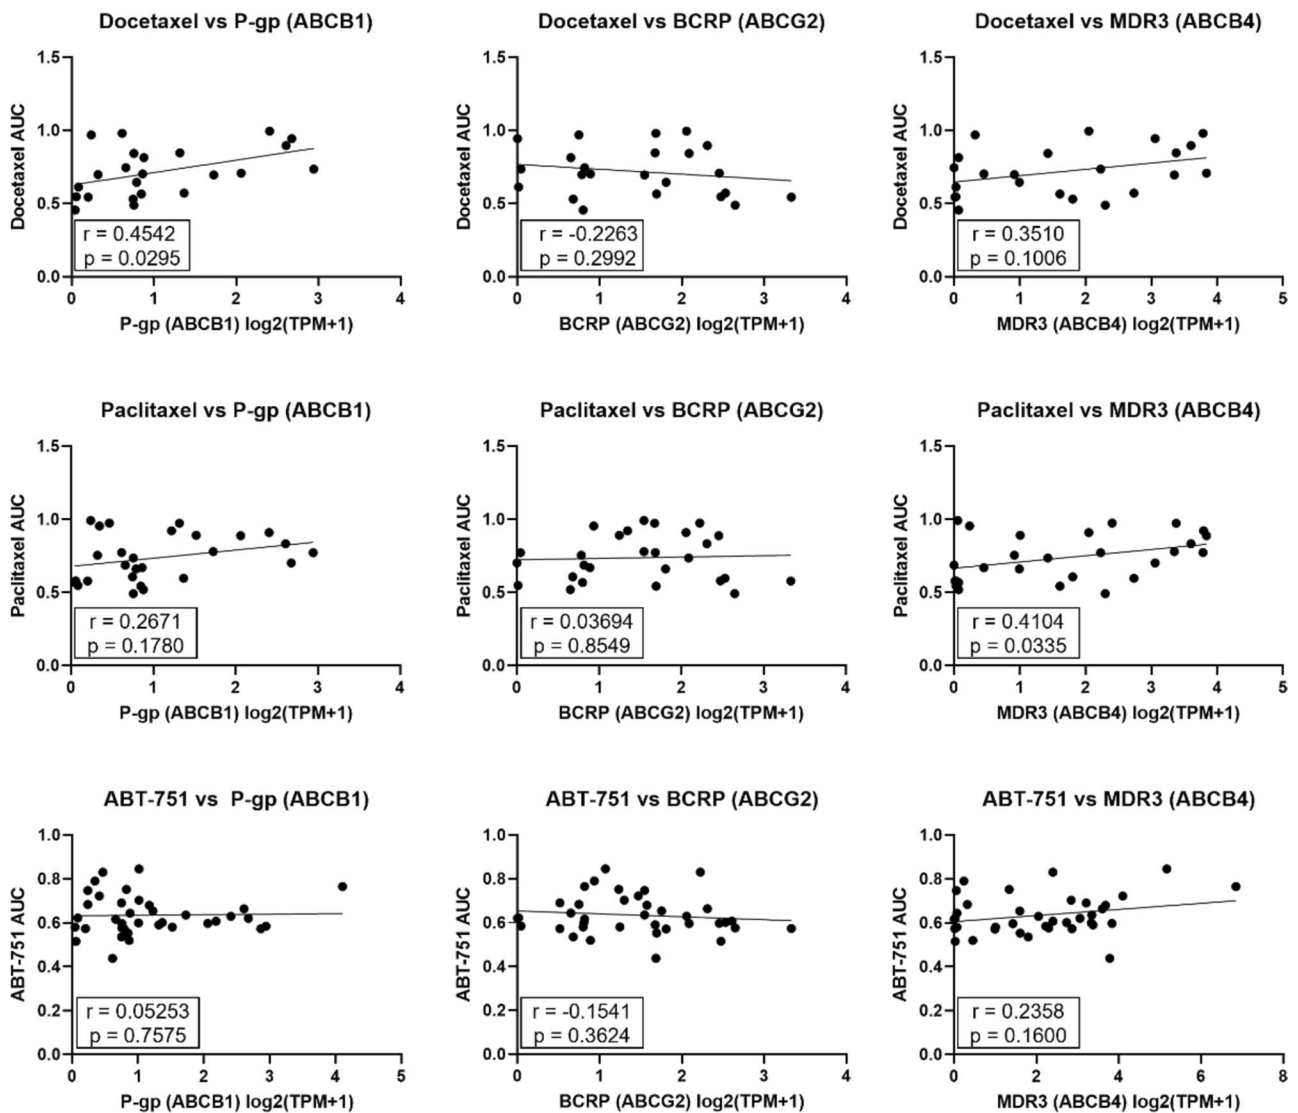 Docetaxel vs P-gp (ABCB1)
1.5
1.0
0.5
0.0
Docetaxel AUC
r = 0.4542
p = 0.0295
0 1 2 3 4
P-gp (ABCB1) log2(TPM+1)
Docetaxel vs BCRP (ABCG2)
1.5
1.0
0.5
0.0
Docetaxel AUC
r = -0.2263
p = 0.2992
0 1 2 3 4
BCRP (ABCG2) log2(TPM+1)
Docetaxel vs MDR3 (ABCB4)
1.5
1.0
0.5
0.0
Docetaxel AUC
r = 0.3510
p = 0.1006
0 1 2 3 4 5
MDR3 (ABCB4) log2(TPM+1)
Paclitaxel vs P-gp (ABCB1)
1.5
1.0
0.5
0.0
Paclitaxel AUC
r = 0.2671
p = 0.1780
0 1 2 3 4
P-gp (ABCB1) log2(TPM+1)
Paclitaxel vs BCRP (ABCG2)
1.5
1.0
0.5
0.0
Paclitaxel AUC
r = 0.03694
p = 0.8549
0 1 2 3 4
BCRP (ABCG2) log2(TPM+1)
Paclitaxel vs MDR3 (ABCB4)
1.5
1.0
0.5
0.0
Paclitaxel AUC
r = 0.4104
p = 0.0335
0 1 2 3 4 5
MDR3 (ABCB4) log2(TPM+1)
ABT-751 vs P-gp (ABCB1)
1.0
0.8
0.6
0.4
0.2
0.0
ABT-751 AUC
r = 0.05253
p = 0.7575
0 1 2 3 4 5
P-gp (ABCB1) log2(TPM+1)
ABT-751 vs BCRP (ABCG2)
1.0
0.8
0.6
0.4
0.2
0.0
ABT-751 AUC
r = -0.1541
p = 0.3624
0 1 2 3 4
BCRP (ABCG2) log2(TPM+1)
ABT-751 vs MDR3 (ABCB4)
1.0
0.8
0.6
0.4
0.2
0.0
ABT-751 AUC
r = 0.2358
p = 0.1600
0 2 4 6 8
MDR3 (ABCB4) log2(TPM+1)